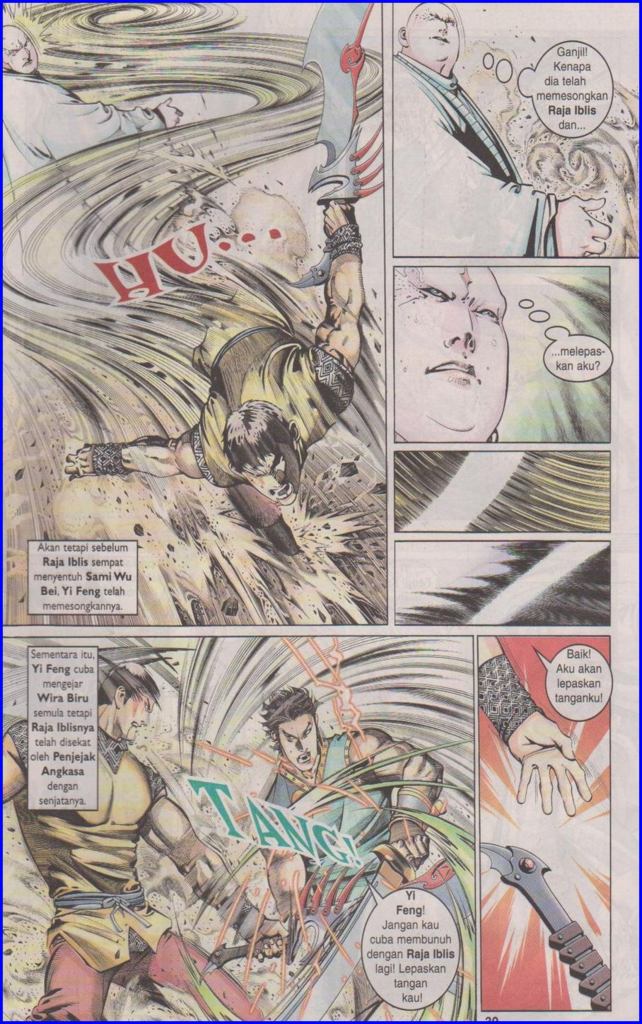 HU...
Akan tetapi sebelum
Raja Iblis sempat
menyentuh Sami Wu
Bei, Yi Feng telah
memesongkannya.
Ganjil!
Kenapa
dia telah
memesongkan
Raja Iblis
dan...
...melepas-
kan aku?
Sementara itu,
Yi Feng cuba
mengejar
Wira Biru
semula tetapi
Raja Iblisnya
telah disekat
oleh Penjejak
Angkasa
dengan
senjatanya.
TANG!
Yi
Feng!
Jangan kau
cuba membunuh
dengan Raja Iblis
lagi! Lepaskan
tangan
kau!
Baik!
Aku akan
lepaskan
tanganku!